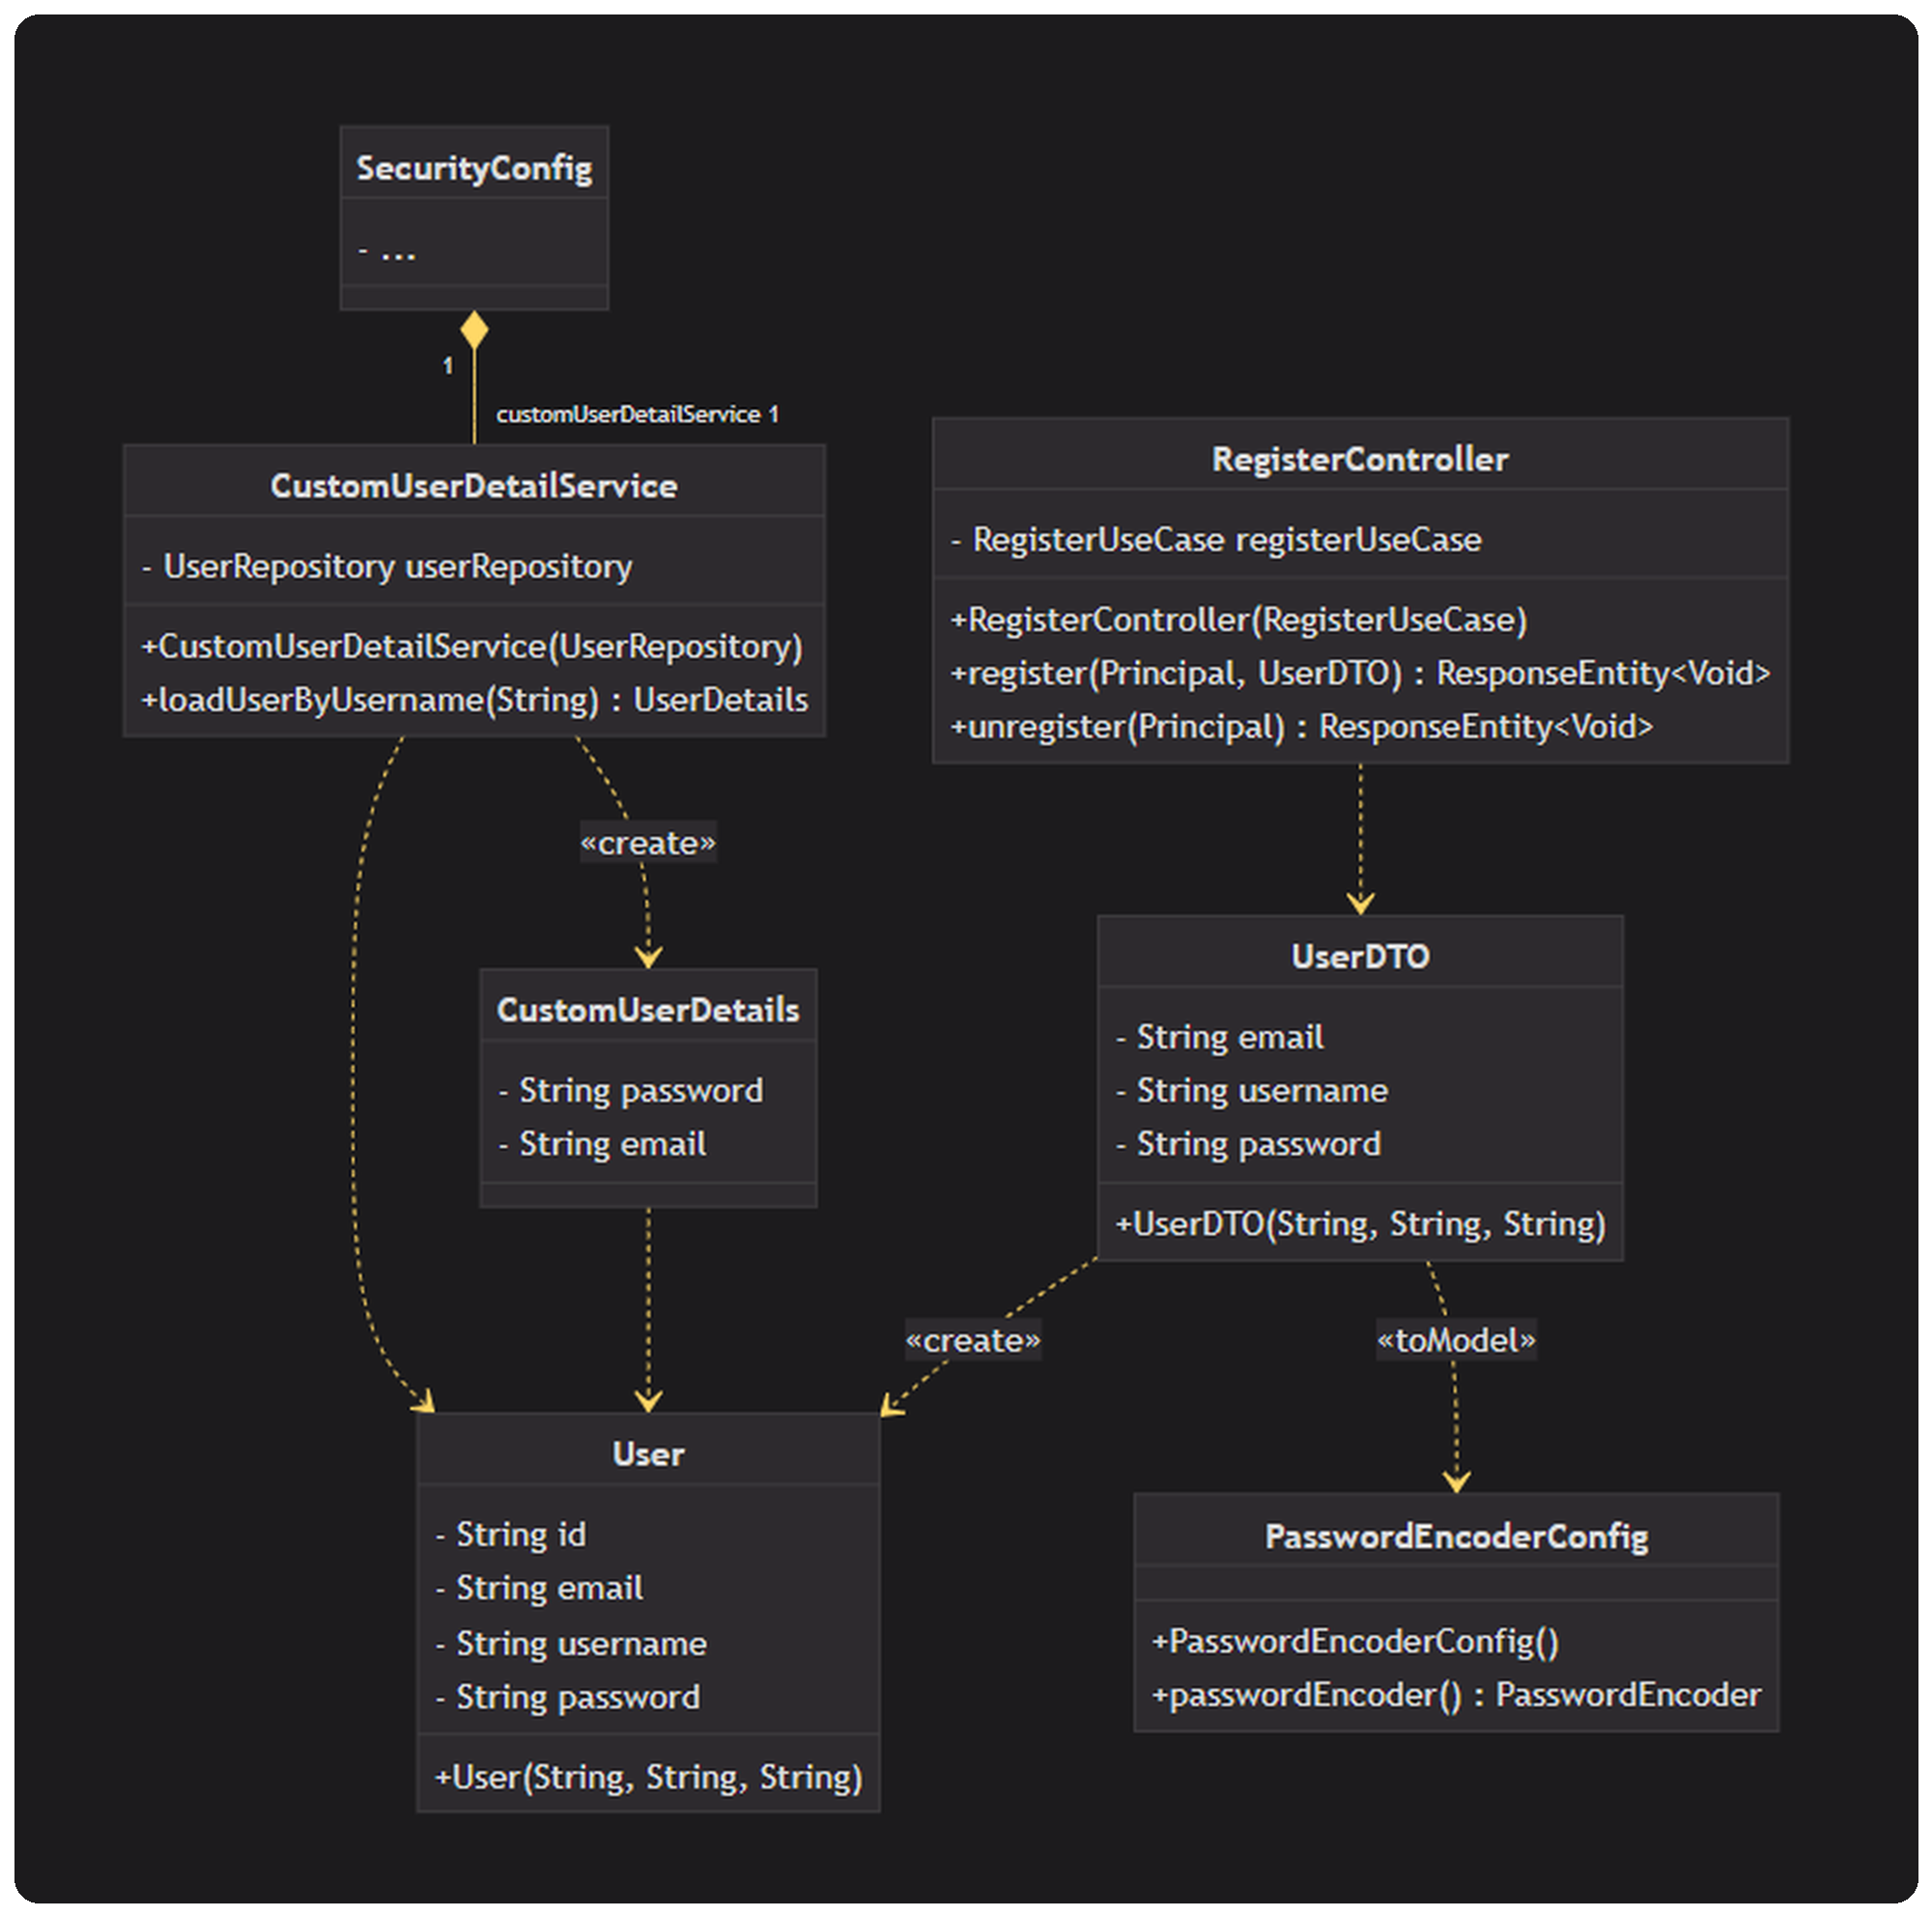 SecurityConfig
- ...
1
customUserDetailService 1
CustomUserDetailService
- UserRepository userRepository
+CustomUserDetailService(UserRepository)
+loadUserByUsername(String) : UserDetails
RegisterController
- RegisterUseCase registerUseCase
+RegisterController(RegisterUseCase)
+register(Principal, UserDTO) : ResponseEntity<Void>
+unregister(Principal) : ResponseEntity<Void>
«create»
CustomUserDetails
- String password
- String email
UserDTO
- String email
- String username
- String password
+UserDTO(String, String, String)
«create»
«toModel»
User
- String id
- String email
- String username
- String password
+User(String, String, String)
PasswordEncoderConfig
+PasswordEncoderConfig()
+passwordEncoder() : PasswordEncoder